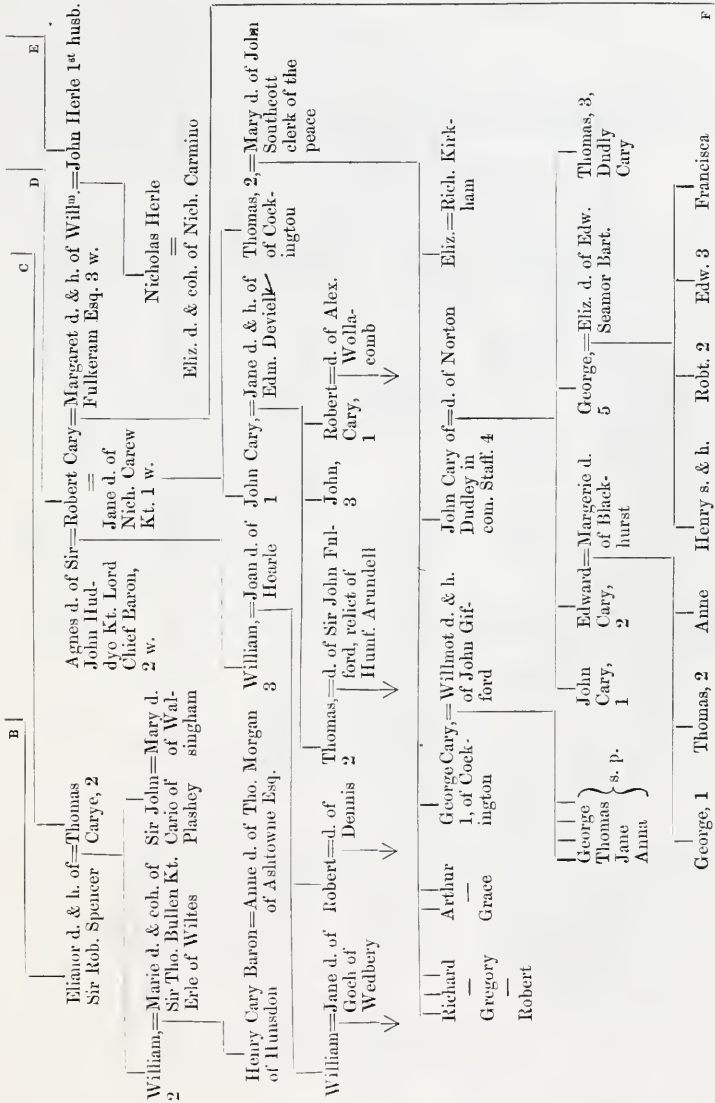 B
C
D
E
Elianor d. & h. of=Thomas
Sir Rob. Spencer Carye, 2
Agnes d. of Sir=Robert Cary=Margaret d. & h. of Willm.=John Herle 1st husb.
John Hud-
dye Kt. Lord
Chief Baron,
2 w.
=
Jane d. of
Nich. Carew
Kt. 1 w.
Fulkeram Esq. 3 w.
Nicholas Herle
=
Eliz. d. & coh. of Nich. Carmino
William,=Marie d. & coh. of
2
Sir Tho. Bullen Kt.
Erle of Wiltes
Sir John=Mary d.
Cario of of Wal-
Plashey singham
William,=Joan d. of
3 Hearle
John Cary,=Jane d. & h. of
1 Edm. Deviell
Thomas, 2,=Mary d. of John
of Cock- Southcott
ingtou clerk of the
peace
Henry Cary Baron=Anne d. of Tho. Morgan
of Hunsdon of Ashtowne Esq.
William=Jane d. of
Goch of
Wedbery
Robert=d. of
Dennis
Thomas,=d. of Sir John Ful-
2 ford, relict of
Humf. Arundell
John,
3
Robert=d. of Alex.
Cary, Wolla-
1 comb
Richard
—
Gregory
—
Robert
Arthur
—
Grace
George Cary,=Willmot d. & h.
1, of Cock- of John Gif-
ington ford
John Cary of=d. of Norton
Dudley in
com. Staff. 4
Eliz.=Rich. Kirk-
ham
George
Thomas
Jane
Anna
s. p.
John
Cary,
1
Edward=Margerie d.
Cary, of Black-
2 hurst
George,=Eliz. d. of Edw.
5 Seamor Bart.
Thomas, 3,
Dudly
Cary
George, 1 Thomas, 2 Anne Henry s. & h. Robt. 2 Edw. 3 Francisca
F